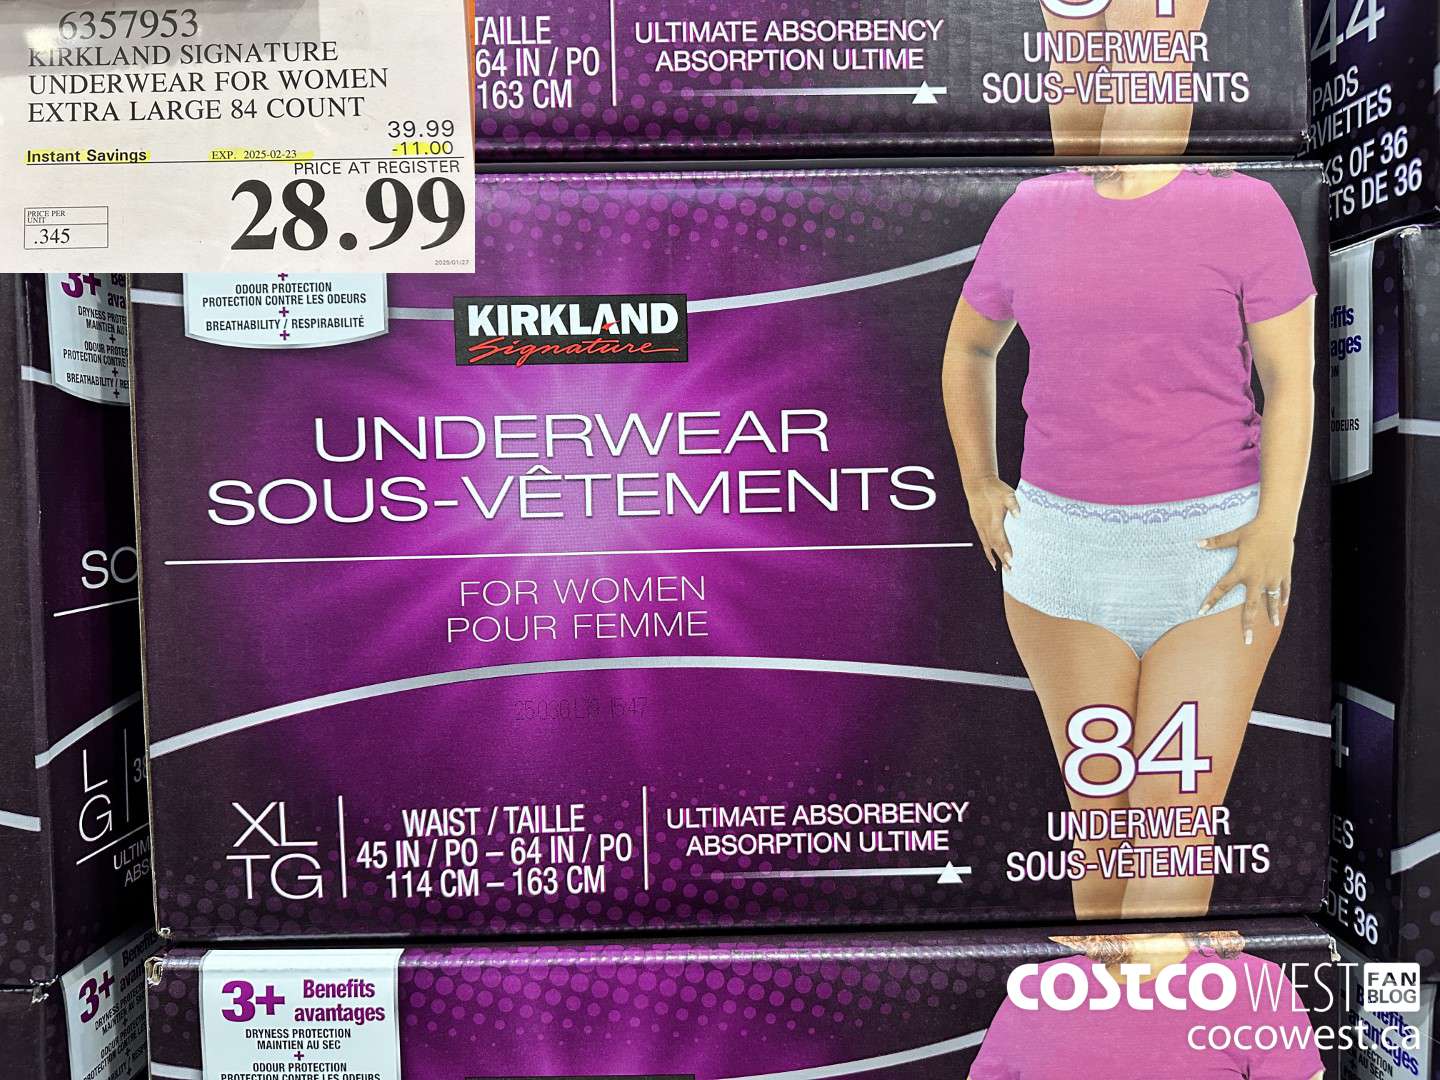 6357953
KIRKLAND SIGNATURE
UNDERWEAR FOR WOMEN
EXTRA LARGE 84 COUNT
39.99
Instant Savings EXP. 2025-02-23 -11.00
PRICE AT REGISTER
28.99
PRICE PER
UNIT
.345
2025/01/27
TAILLE
64 IN / PO
163 CM
ULTIMATE ABSORBENCY
ABSORPTION ULTIME
UNDERWEAR
SOUS-VÊTEMENTS
44
PADS
OF 36
DE 36
3+
ODOUR PROTECTION
PROTECTION CONTRE LES ODEURS
+
BREATHABILITY / RESPIRABILITÉ
+
KIRKLAND
Signature
UNDERWEAR
SOUS-VÊTEMENTS
FOR WOMEN
POUR FEMME
XL
TG
WAIST / TAILLE
45 IN / PO – 64 IN / PO
114 CM – 163 CM
ULTIMATE ABSORBENCY
ABSORPTION ULTIME
84
UNDERWEAR
SOUS-VÊTEMENTS
L
G
36
DE 36
3+ Benefits
avantages
DRYNESS PROTECTION
MAINTIEN AU SEC
+
ODOUR PROTECTION
PROTECTION CONTRE LES ODEURS
COSTCO WEST FAN
BLOG
cocowest.ca